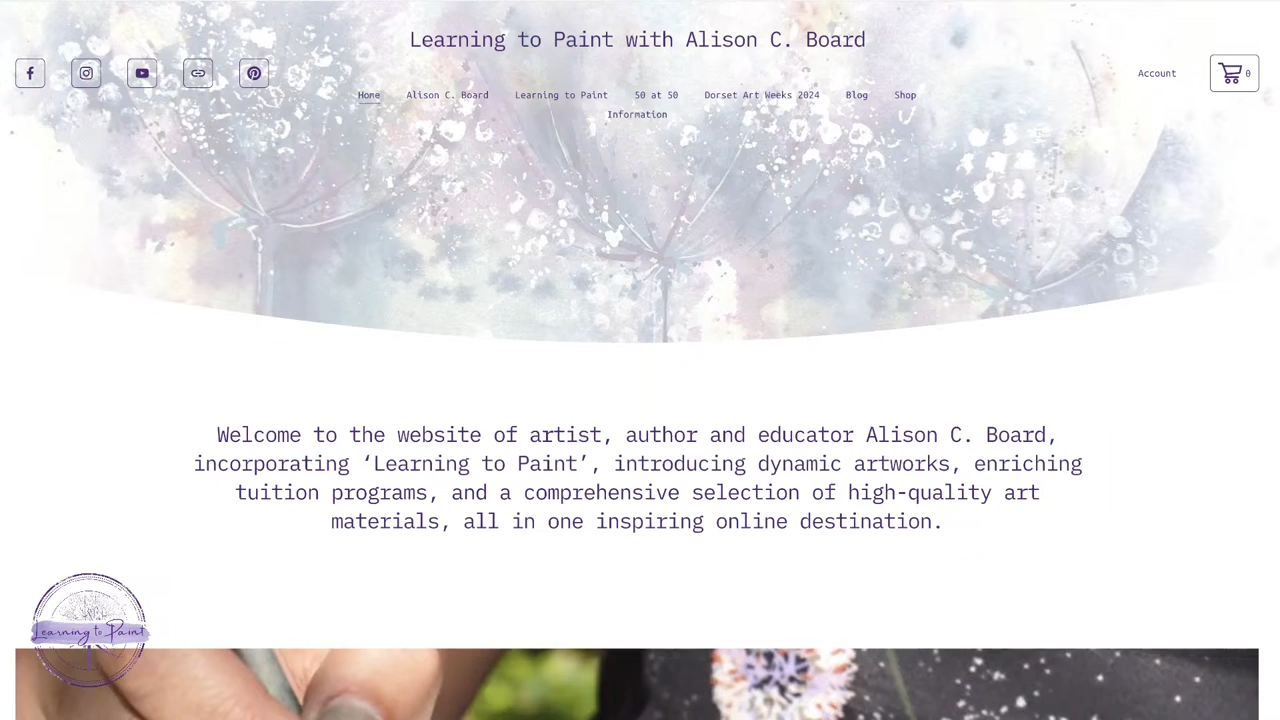 Learning to Paint with Alison C. Board
Account
0
Home Alison C. Board Learning to Paint 50 at 50 Dorset Art Weeks 2024 Blog Shop
Information
Welcome to the website of artist, author and educator Alison C. Board,
incorporating ‘Learning to Paint’, introducing dynamic artworks, enriching
tuition programs, and a comprehensive selection of high-quality art
materials, all in one inspiring online destination.
Learning to Paint